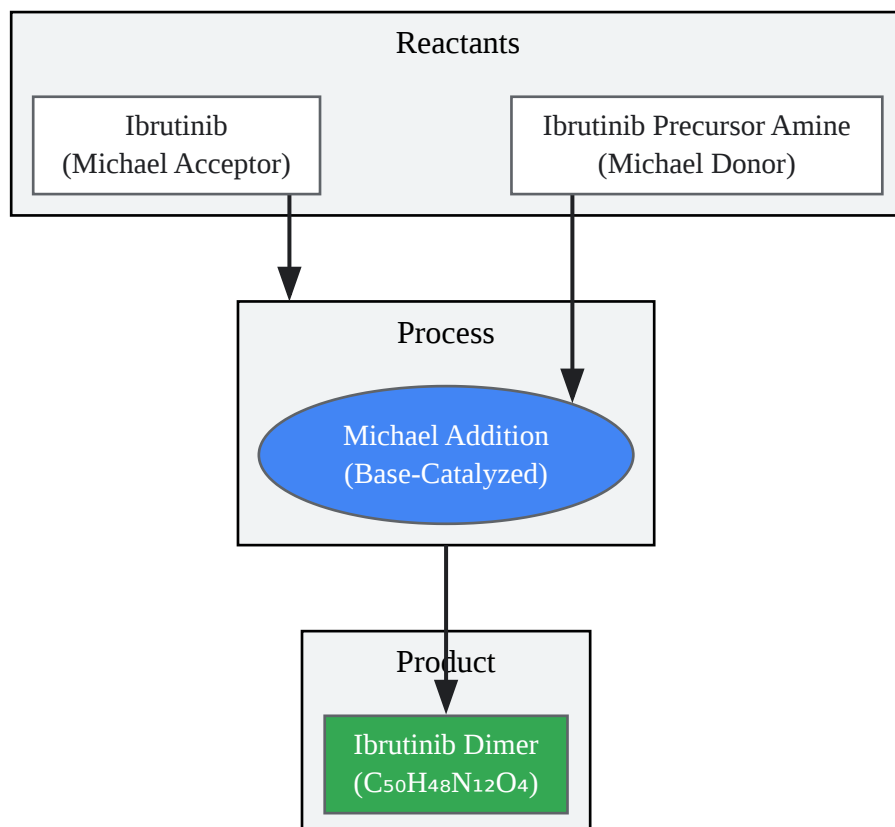 Reactants
Ibrutinib
(Michael Acceptor)
Ibrutinib Precursor Amine
(Michael Donor)
Process
Michael Addition
(Base-Catalyzed)
Product
Ibrutinib Dimer
(C₅₀H₄₈N₁₂O₄)